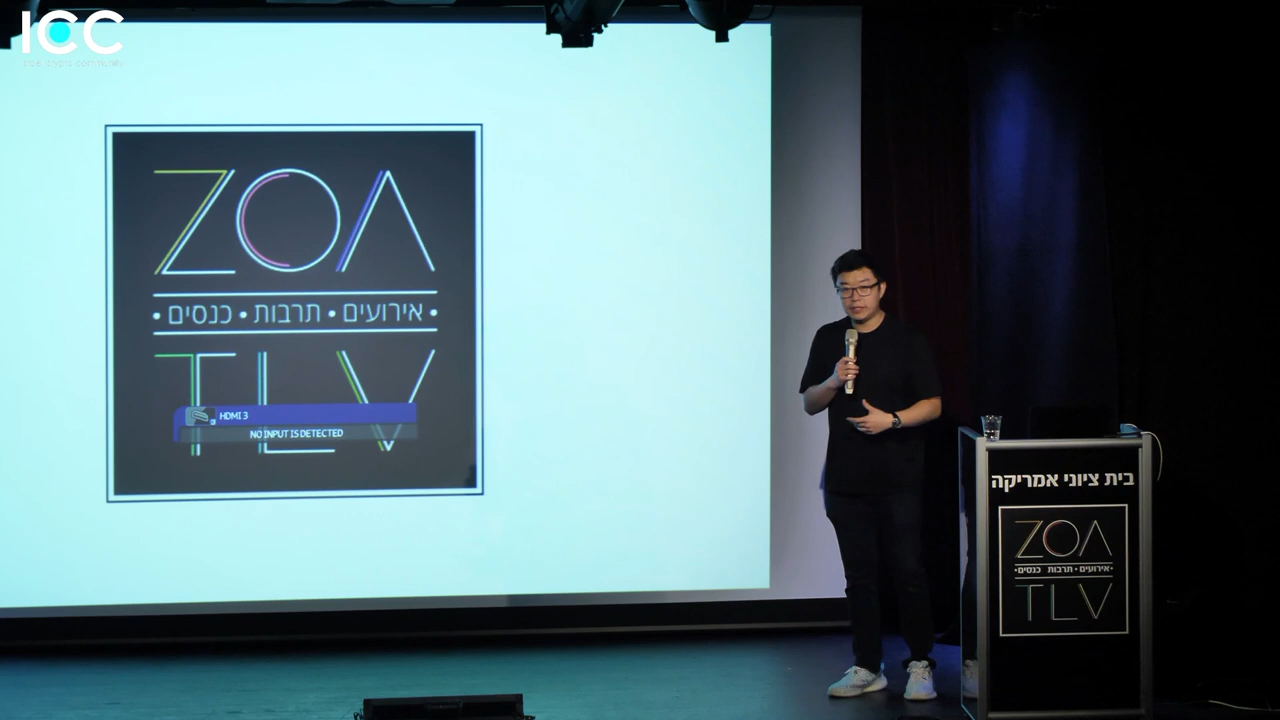 ICC
ZOA
• אירועים • תרבות • כנסים •
TLV
HDMI 3
NO INPUT IS DETECTED
בית ציוני אמריקה
ZOA
•אירועים • תרבות כנסים•
TLV